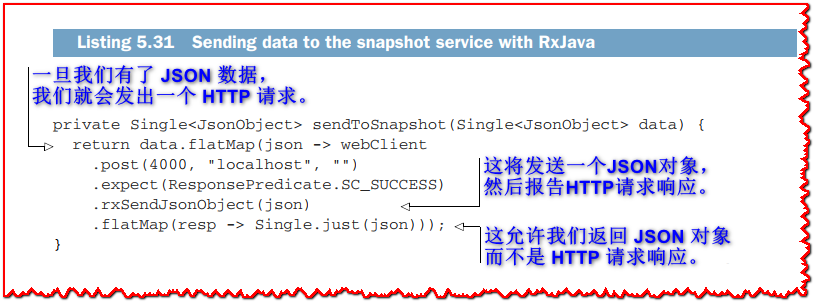 Listing 5.31 Sending data to the snapshot service with RxJava
一旦我们有了 JSON 数据，
我们就会发出一个 HTTP 请求。
private Single<JsonObject> sendToSnapshot(Single<JsonObject> data) {
return data.flatMap(json -> webClient
.post(4000, "localhost", "")
.expect(ResponsePredicate.SC_SUCCESS)
.rxSendJsonObject(json)
.flatMap(resp -> Single.just(json)));
}
这将发送一个JSON对象，
然后报告HTTP请求响应。
这允许我们返回 JSON 对象
而不是 HTTP 请求响应。